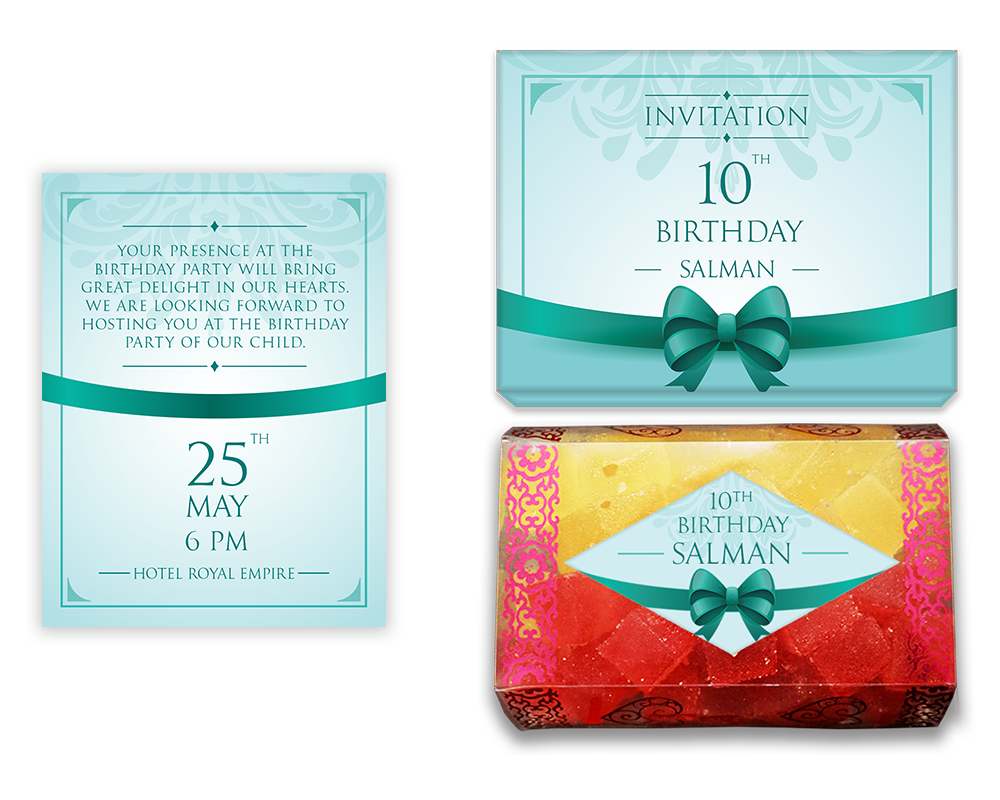 YOUR PRESENCE AT THE
BIRTHDAY PARTY WILL BRING
GREAT DELIGHT IN OUR HEARTS.
WE ARE LOOKING FORWARD TO
HOSTING YOU AT THE BIRTHDAY
PARTY OF OUR CHILD.
25TH
MAY
6 PM
HOTEL ROYAL EMPIRE
INVITATION
10TH
BIRTHDAY
SALMAN
10TH
BIRTHDAY
SALMAN